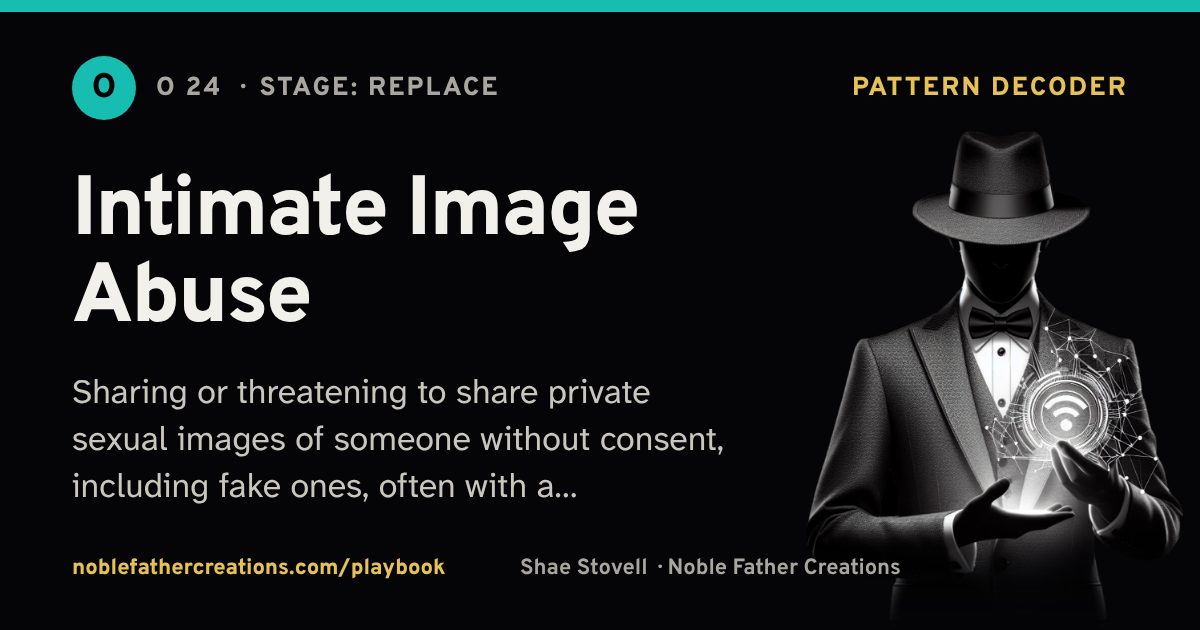 O
O 24 · STAGE: REPLACE
PATTERN DECODER
Intimate Image
Abuse
Sharing or threatening to share private
sexual images of someone without consent,
including fake ones, often with a...
noblefathercreations.com/playbook
Shae Stovell · Noble Father Creations